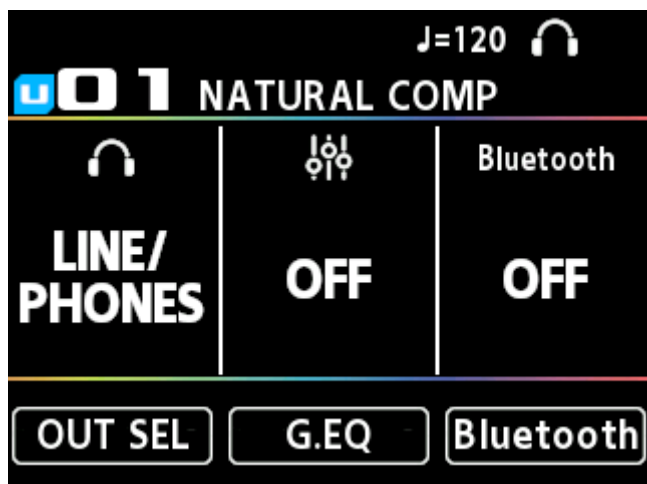 ♩=120
U01 NATURAL COMP
Bluetooth
LINE/
PHONES
OFF
OFF
OUT SEL
G.EQ
Bluetooth